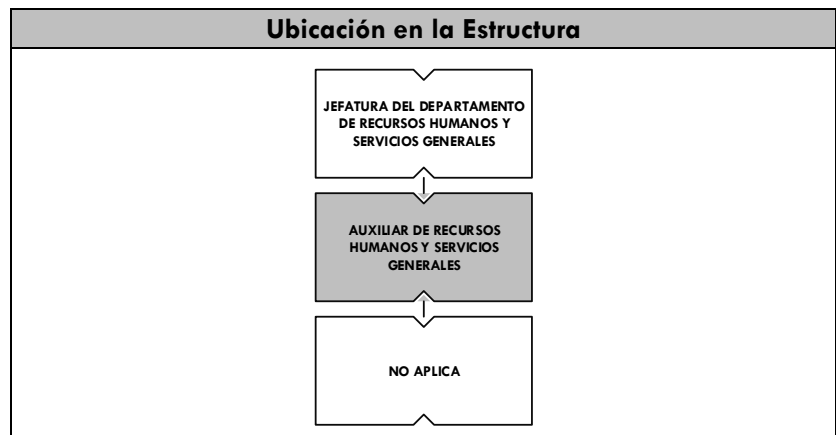 Ubicación en la Estructura
JEFATURA DEL DEPARTAMENTO
DE RECURSOS HUMANOS Y
SERVICIOS GENERALES
AUXILIAR DE RECURSOS
HUMANOS Y SERVICIOS
GENERALES
NO APLICA